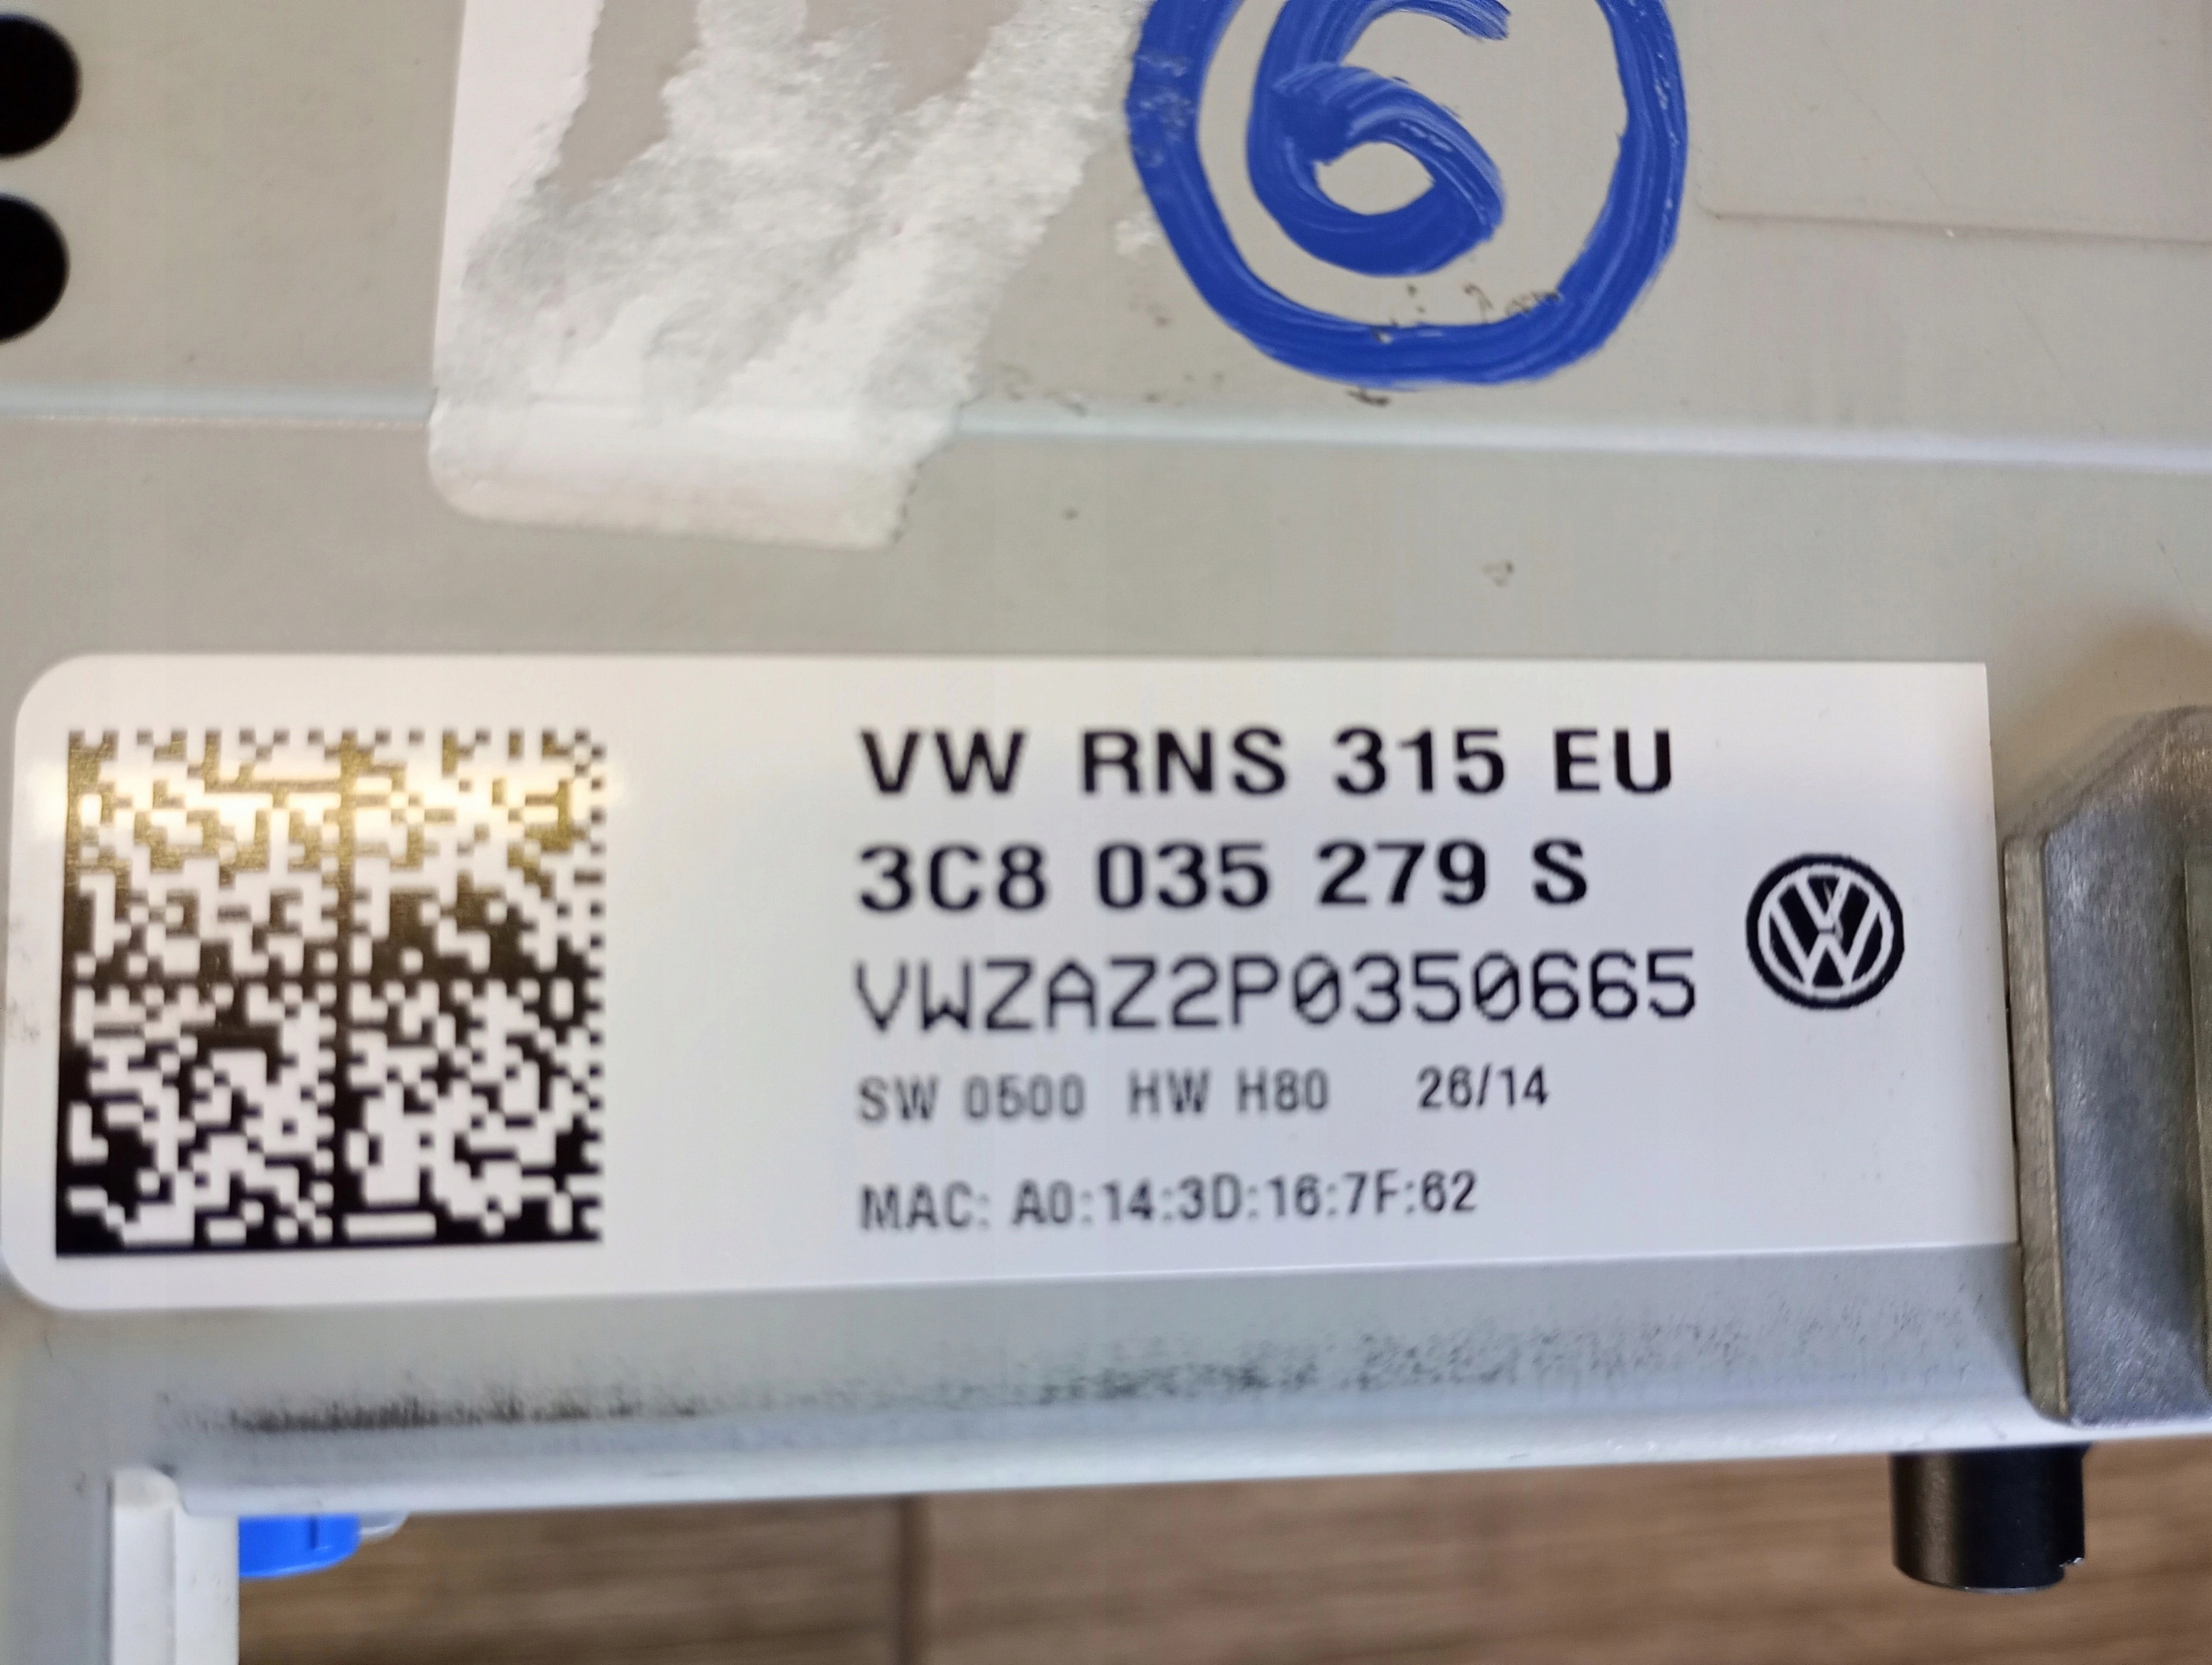 6
VW RNS 315 EU
3C8 035 279 S
VWZAZ2P0350665
SW 0500 HW H80 26/14
MAC: A0:14:3D:16:7F:62